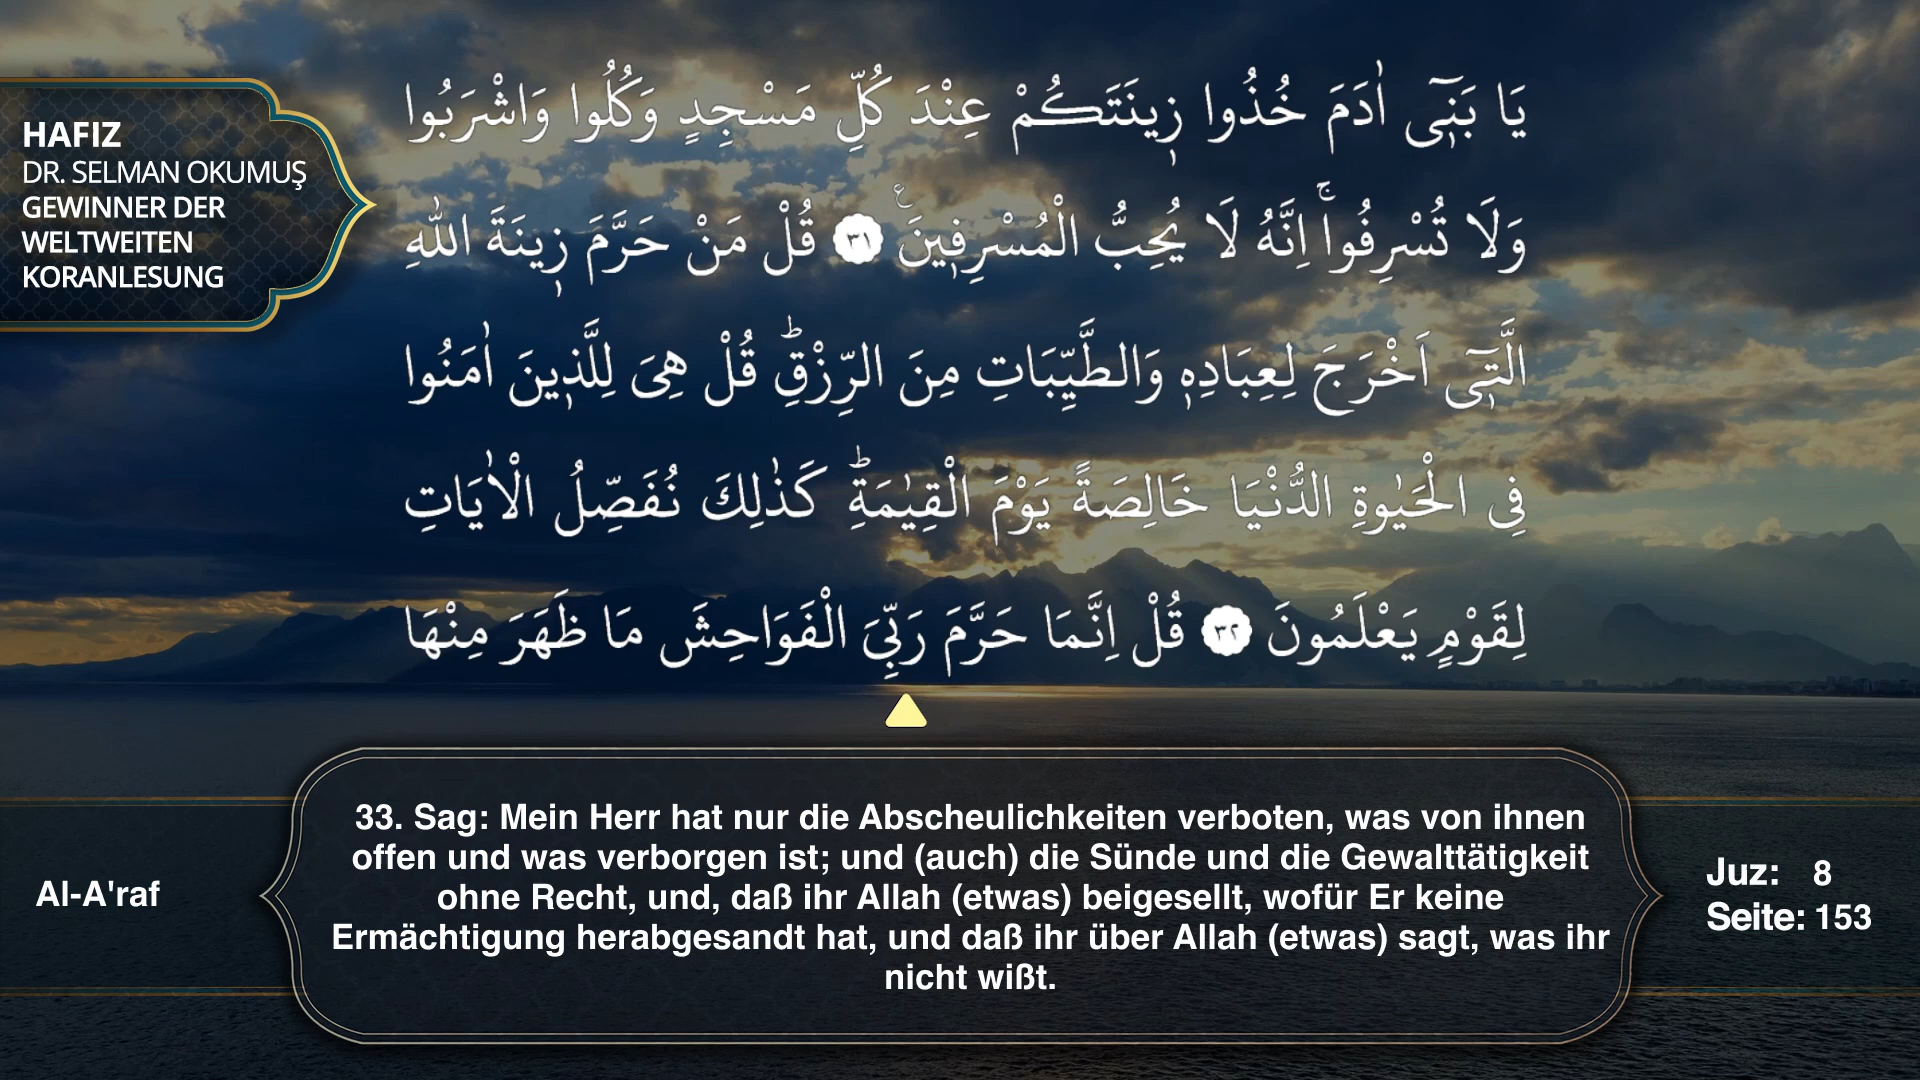 HAFIZ
DR. SELMAN OKUMUŞ
GEWINNER DER
WELTWEITEN
KORANLESUNG
يَا بَنٖٓى اٰدَمَ خُذُوا زٖينَتَكُمْ عِنْدَ كُلِّ مَسْجِدٍ وَكُلُوا وَاشْرَبُوا
وَلَا تُسْرِفُواۚ اِنَّهُ لَا يُحِبُّ الْمُسْرِفٖينَࣖ ٣١ قُلْ مَنْ حَرَّمَ زٖينَةَ اللّٰهِ
الَّتٖٓى اَخْرَجَ لِعِبَادِهٖ وَالطَّيِّبَاتِ مِنَ الرِّزْقِؕ قُلْ هِىَ لِلَّذٖينَ اٰمَنُوا
فِى الْحَيٰوةِ الدُّنْيَا خَالِصَةً يَوْمَ الْقِيٰمَةِؕ كَذٰلِكَ نُفَصِّلُ الْاٰيَاتِ
لِقَوْمٍ يَعْلَمُونَ ٣٢ قُلْ اِنَّمَا حَرَّمَ رَبِّىَ الْفَوَاحِشَ مَا ظَهَرَ مِنْهَا
33. Sag: Mein Herr hat nur die Abscheulichkeiten verboten, was von ihnen
offen und was verborgen ist; und (auch) die Sünde und die Gewalttätigkeit
ohne Recht, und, daß ihr Allah (etwas) beigesellt, wofür Er keine
Ermächtigung herabgesandt hat, und daß ihr über Allah (etwas) sagt, was ihr
nicht wißt.
Al-A'raf
Juz: 8
Seite: 153